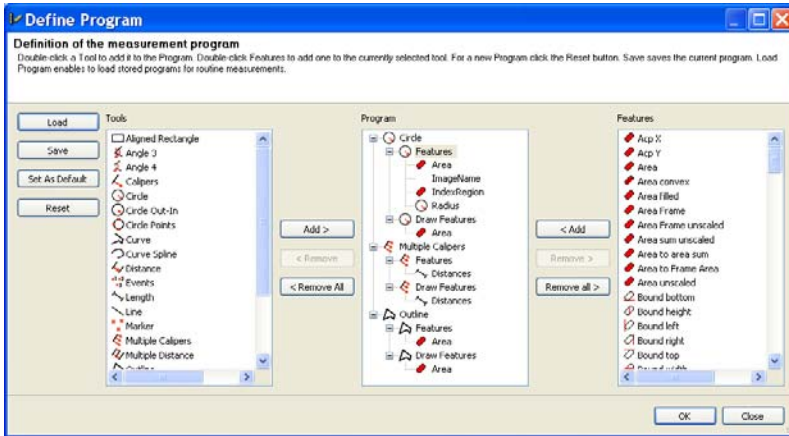 Define Program
Definition of the measurement program
Double-click a Tool to add it to the Program. Double-click Features to add one to the currently selected tool. For a new Program click the Reset button. Save saves the current program. Load
Program enables to load stored programs for routine measurements.
Load
Save
Set As Default
Reset
Tools
Aligned Rectangle
Angle 3
Angle 4
Calipers
Circle
Circle Out-In
Circle Points
Curve
Curve Spline
Distance
Events
Length
Line
Marker
Multiple Calipers
Multiple Distance
Outline
Add >
< Remove
< Remove All
Program
Circle
Features
Area
ImageName
IndexRegion
Radius
Draw Features
Area
Multiple Calipers
Features
Distances
Draw Features
Distances
Outline
Features
Area
Draw Features
Area
< Add
Remove >
Remove all >
Features
Acp X
Acp Y
Area
Area convex
Area filled
Area Frame
Area Frame unscaled
Area sum unscaled
Area to area sum
Area to Frame Area
Area unscaled
Bound bottom
Bound height
Bound left
Bound right
Bound top
Bound width
OK
Close